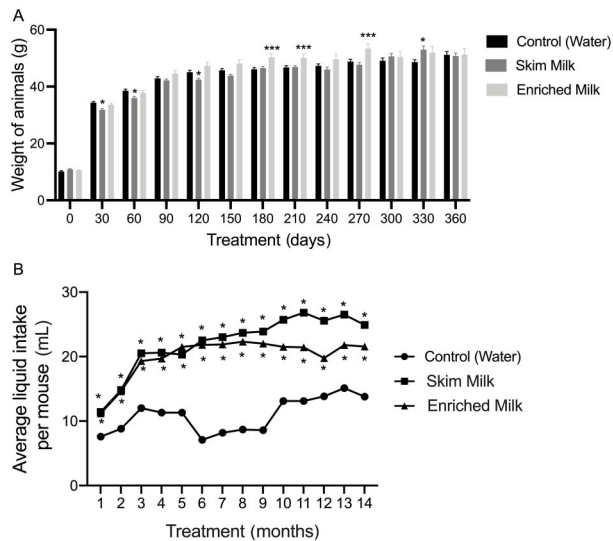 A
Weight of animals (g)
60
40
20
0
* * * *** *** *** *
0 30 60 90 120 150 180 210 240 270 300 330 360
Treatment (days)
Control (Water)
Skim Milk
Enriched Milk
B
Average liquid intake
per mouse (mL)
30
20
10
0
* * * * * * * * * * * * * *
* * * * * * * * * * * * * *
1 2 3 4 5 6 7 8 9 10 11 12 13 14
Treatment (months)
Control (Water)
Skim Milk
Enriched Milk